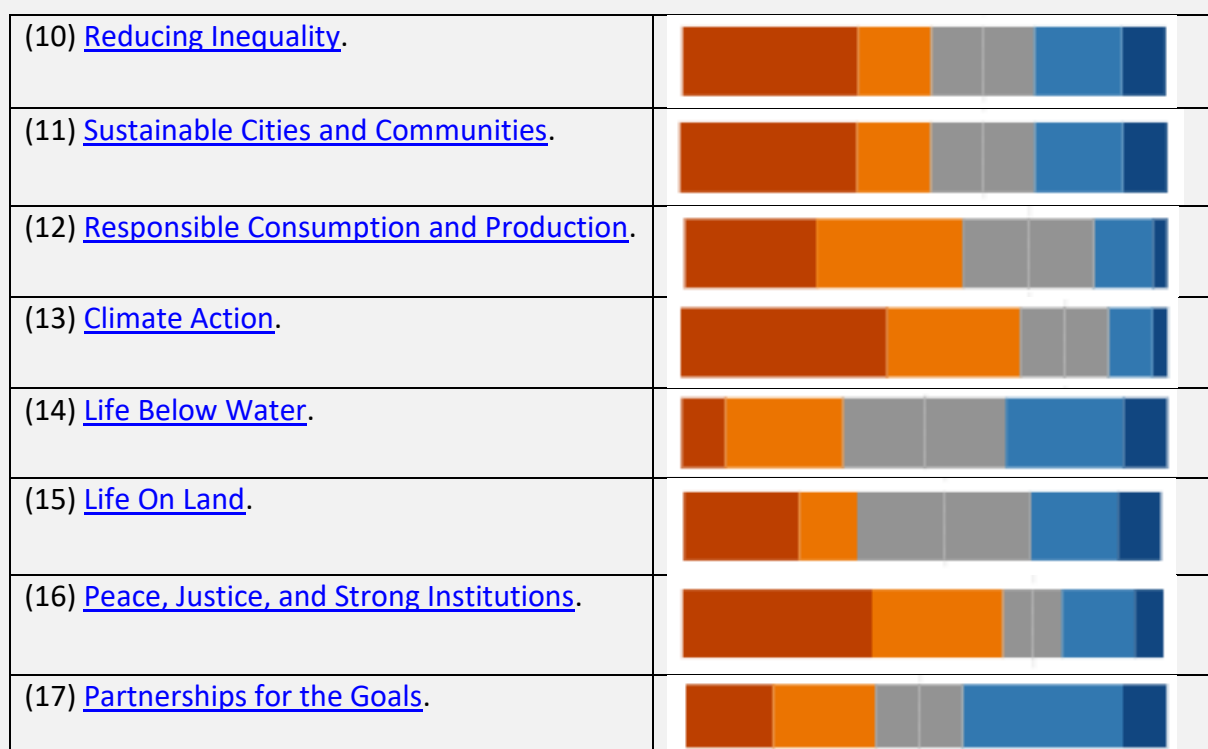 (10) Reducing Inequality.
(11) Sustainable Cities and Communities.
(12) Responsible Consumption and Production.
(13) Climate Action.
(14) Life Below Water.
(15) Life On Land.
(16) Peace, Justice, and Strong Institutions.
(17) Partnerships for the Goals.